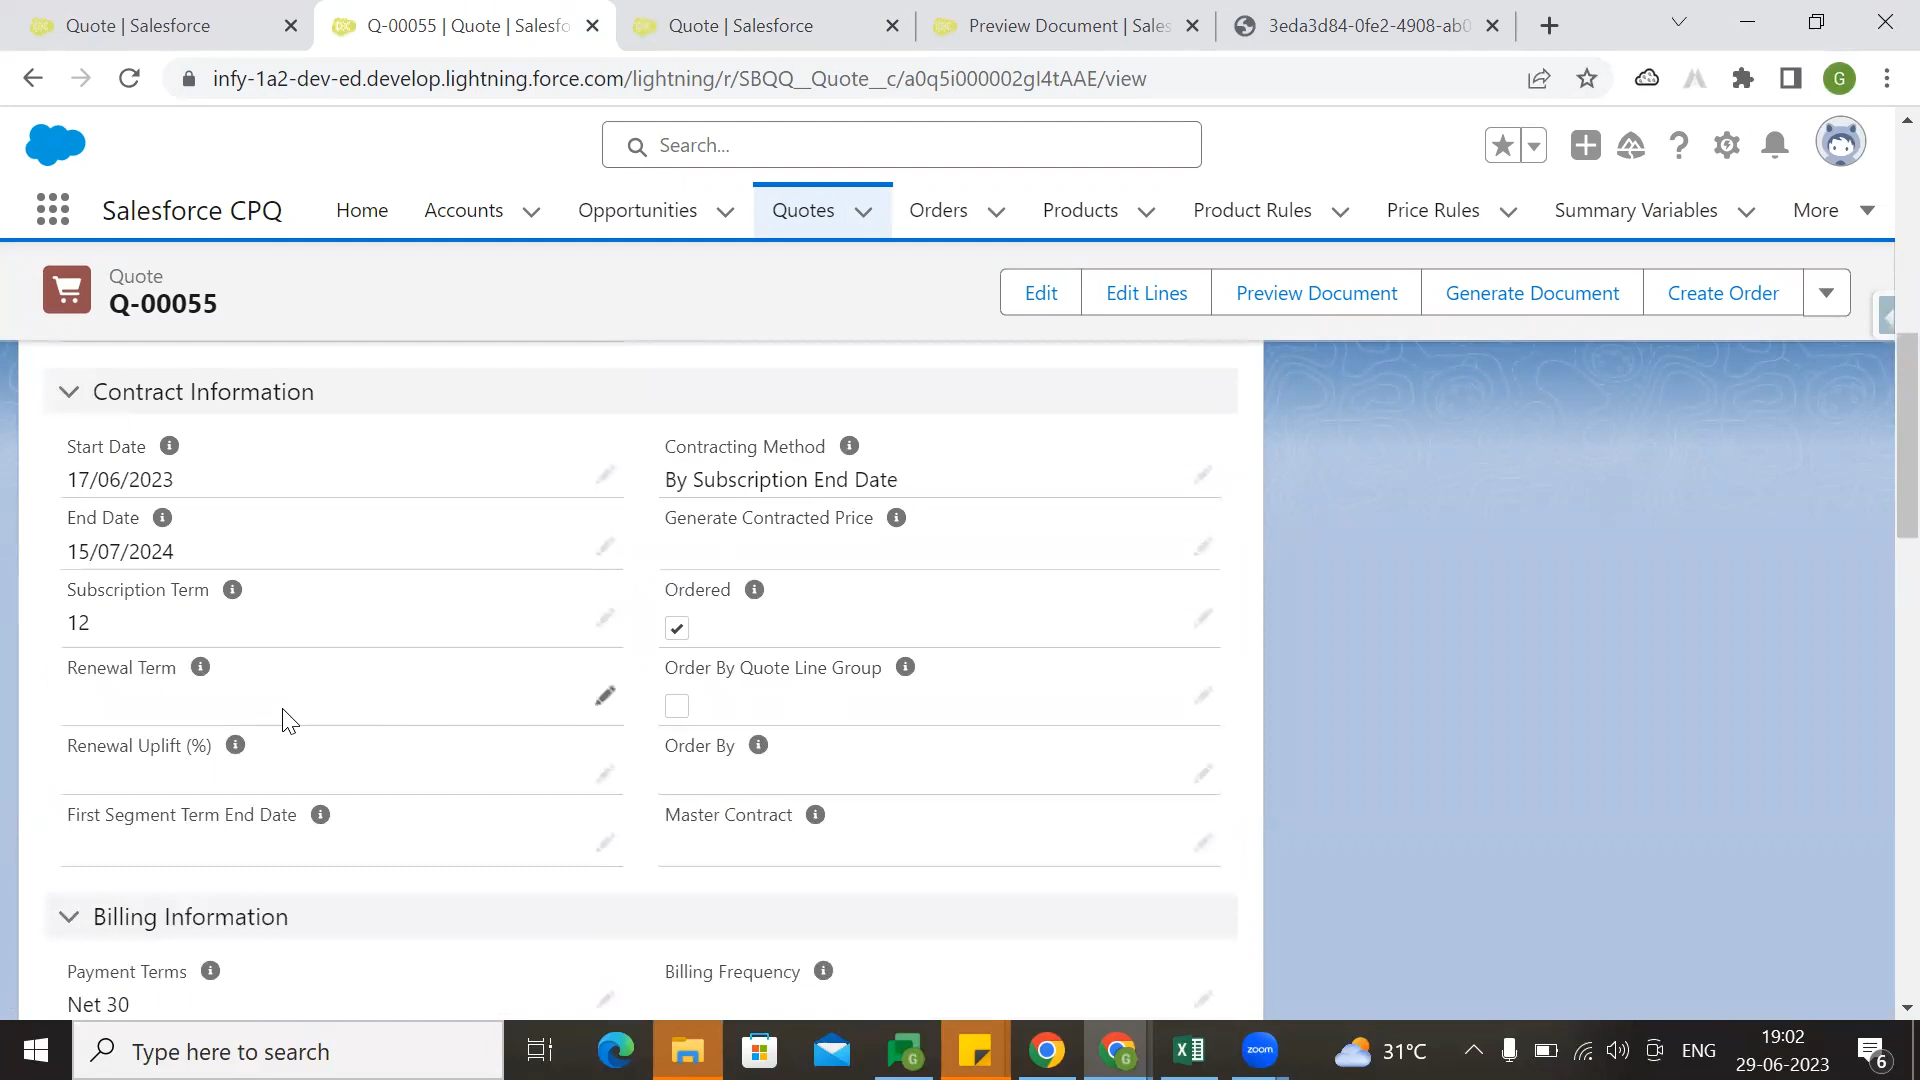 Quote | Salesforce
Q-00055 | Quote | Salesfo
Quote | Salesforce
Preview Document | Sales
3eda3d84-0fe2-4908-ab0
infy-1a2-dev-ed.develop.lightning.force.com/lightning/r/SBQQ__Quote__c/a0q5i000002gI4tAAE/view
G
Search...
Salesforce CPQ
Home
Accounts
Opportunities
Quotes
Orders
Products
Product Rules
Price Rules
Summary Variables
More
Quote
Q-00055
Edit
Edit Lines
Preview Document
Generate Document
Create Order
Contract Information
Start Date
17/06/2023
Contracting Method
By Subscription End Date
End Date
15/07/2024
Generate Contracted Price
Subscription Term
12
Ordered
Renewal Term
Order By Quote Line Group
Renewal Uplift (%)
Order By
First Segment Term End Date
Master Contract
Billing Information
Payment Terms
Net 30
Billing Frequency
Type here to search
G
G
zoom
31°C
ENG
19:02
29-06-2023
6